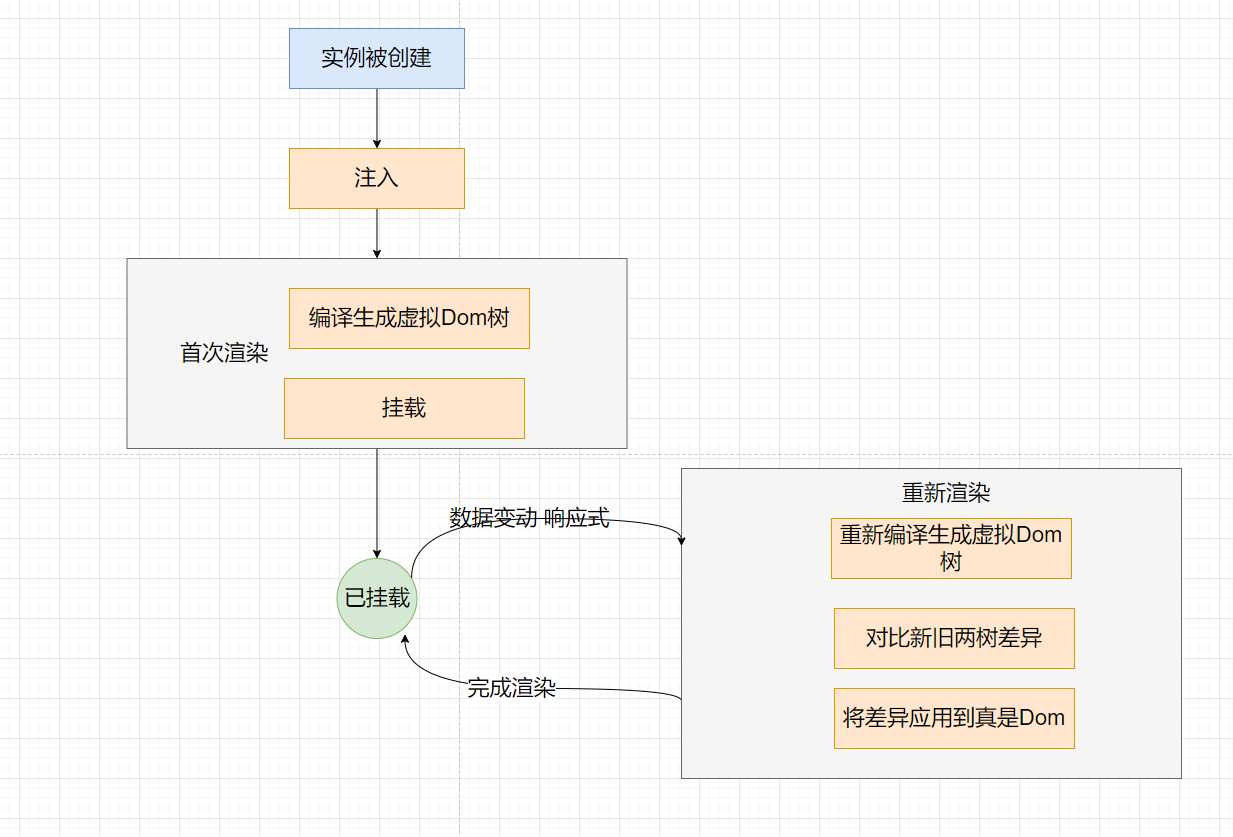 实例被创建
注入
首次渲染
编译生成虚拟Dom树
挂载
数据变动 响应式
已挂载
完成渲染
重新渲染
重新编译生成虚拟Dom
树
对比新旧两树差异
将差异应用到真是Dom